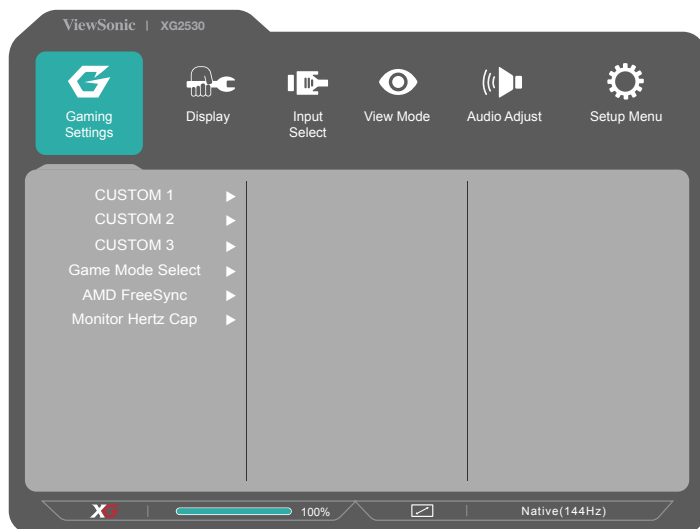 ViewSonic | XG2530
Gaming
Settings
Display
Input
Select
View Mode
Audio Adjust
Setup Menu
CUSTOM 1
CUSTOM 2
CUSTOM 3
Game Mode Select
AMD FreeSync
Monitor Hertz Cap
XG | 100% | Native(144Hz)